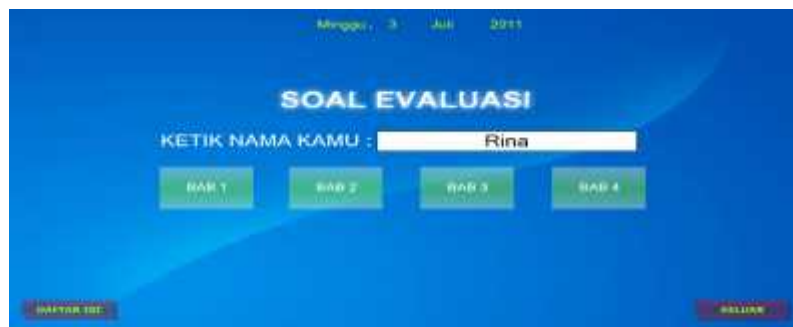 Minggu, 3 Juli 2011
SOAL EVALUASI
KETIK NAMA KAMU : Rina
BAB 1 BAB 2 BAB 3 BAB 4
DAFTAR ISI KELUAR